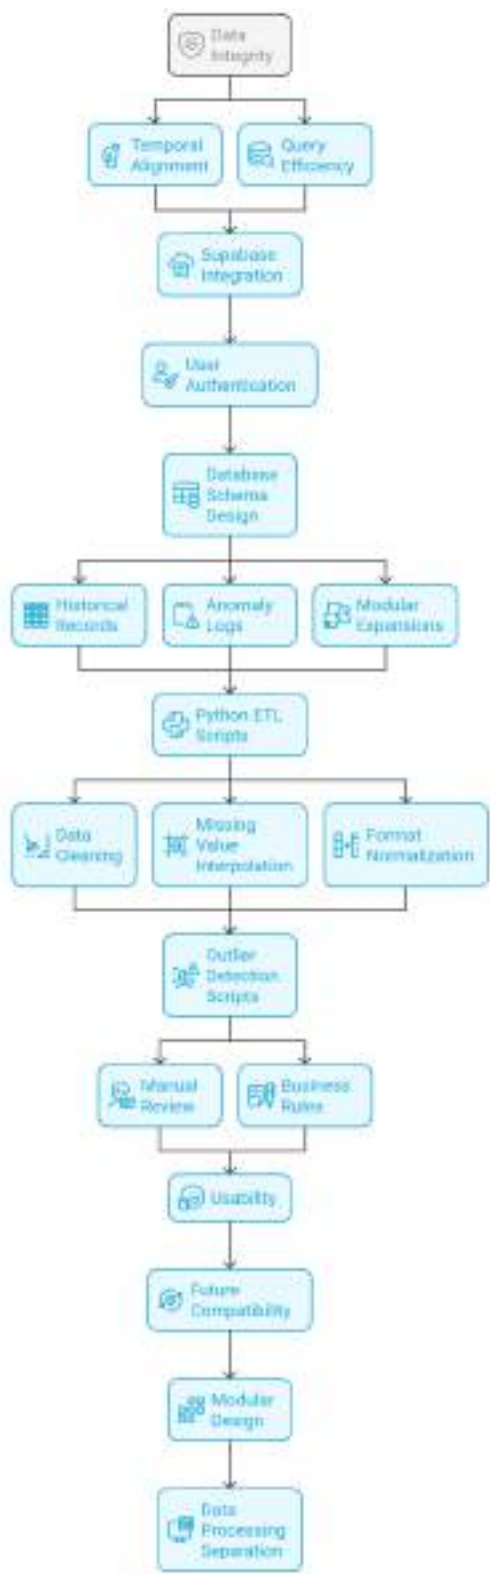 Data
Integrity
Temporal
Alignment
Query
Efficiency
Supabase
Integration
User
Authentication
Database
Schema
Design
Historical
Records
Anomaly
Logs
Modular
Expansions
Python ETL
Scripts
Data
Cleaning
Missing
Value
Interpolation
Format
Normalization
Outlier
Detection
Scripts
Manual
Review
Business
Rules
Usability
Future
Compatibility
Modular
Design
Data
Processing
Separation